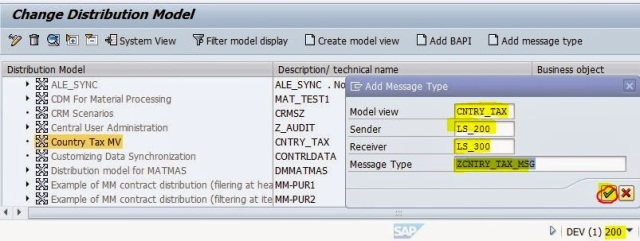 Change Distribution Model
System View Filter model display Create model view Add BAPI Add message type
Distribution Model Description/ technical name Business object
ALE_SYNC ALE_SYNC . No
CDM For Material Processing MAT_TEST1
CRM Scenarios CRMSZ
Central User Administration Z_AUDIT
Country Tax MV CNTRY_TAX
Customizing Data Synchronization CONTRLDATA
Distribution model for MATMAS DMMATMAS
Example of MM contract distribution (filering at hea MM-PUR1
Example of MM contract distribution (filtering at ite MM-PUR2
Add Message Type
Model view CNTRY_TAX
Sender LS_200
Receiver LS_300
Message Type ZCNTRY_TAX_MSG
SAP DEV (1) 200